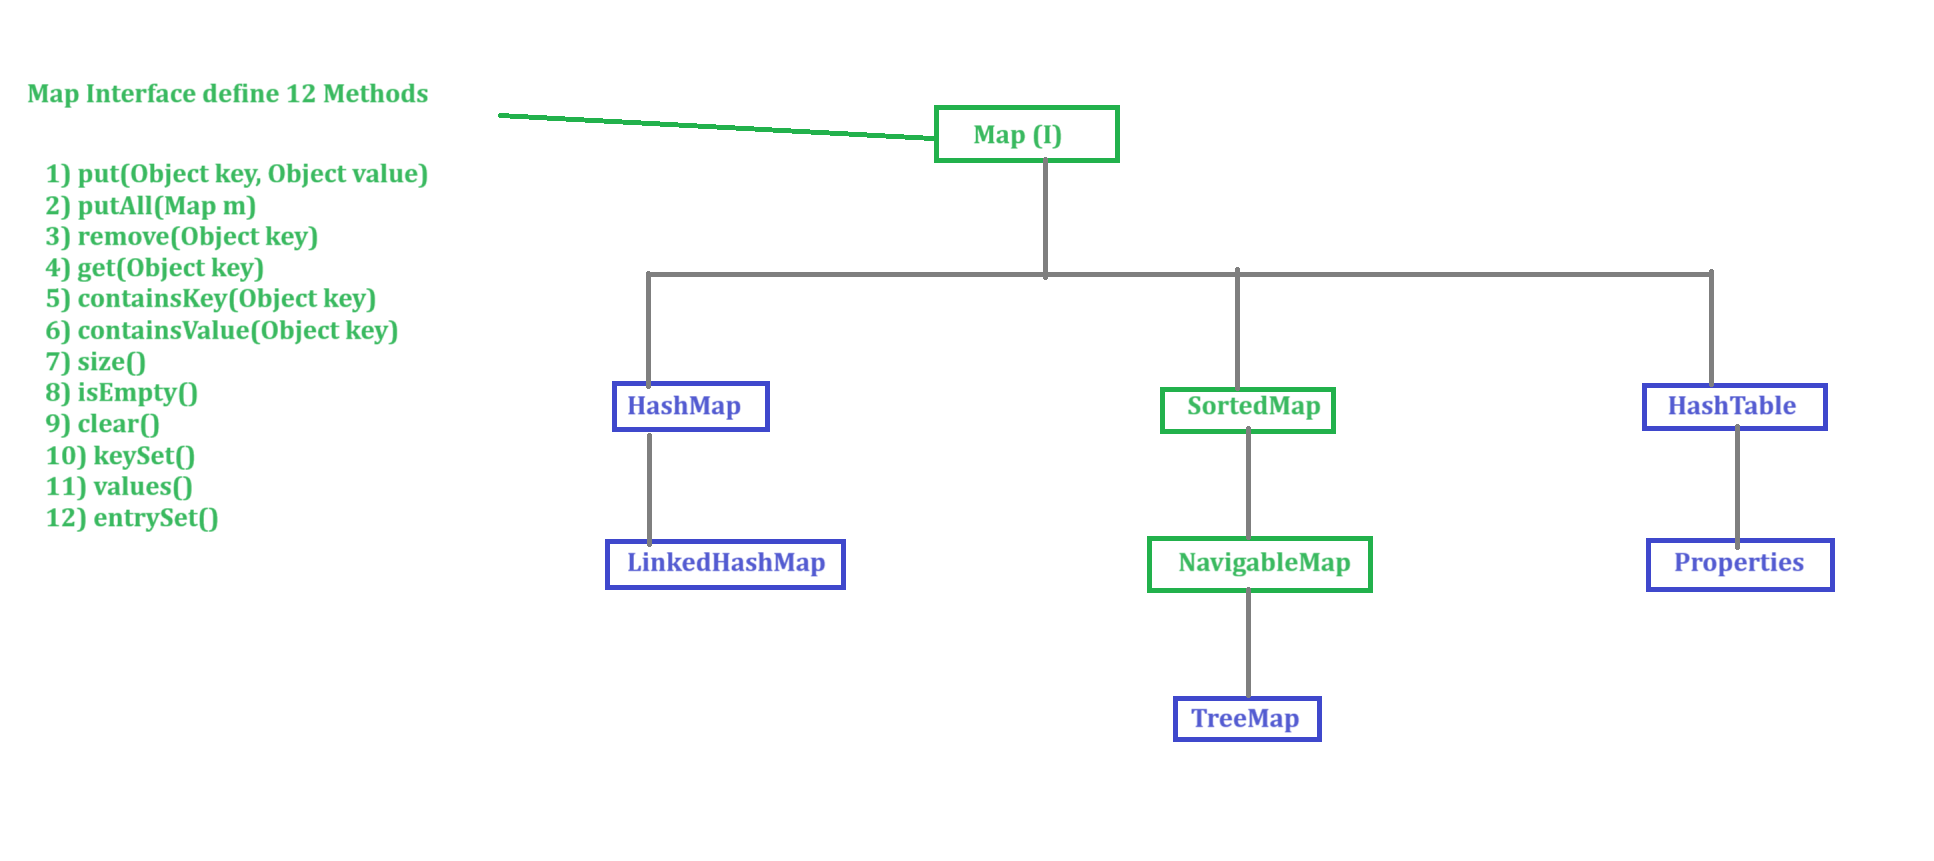 Map Interface define 12 Methods
1) put(Object key, Object value)
2) putAll(Map m)
3) remove(Object key)
4) get(Object key)
5) containsKey(Object key)
6) containsValue(Object key)
7) size()
8) isEmpty()
9) clear()
10) keySet()
11) values()
12) entrySet()
Map (I)
HashMap
SortedMap
HashTable
LinkedHashMap
NavigableMap
Properties
TreeMap